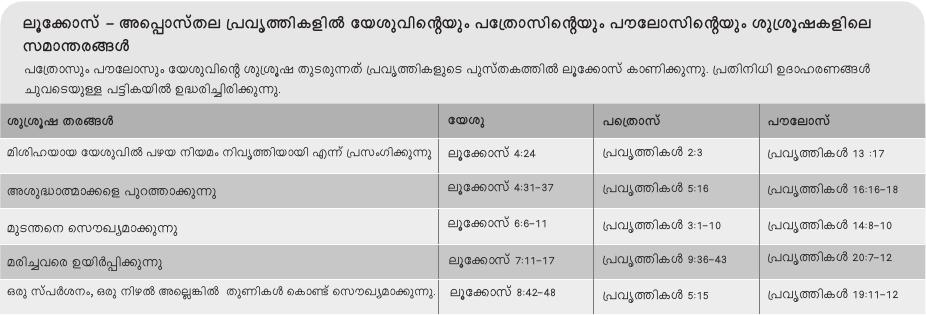 ലൂക്കോസ് – അപ്പൊസ്തല പ്രവൃത്തികളിൽ യേശുവിന്റെയും പത്രോസിന്റെയും പൗലോസിന്റെയും ശുശ്രൂഷകളിലെ
സമാന്തരങ്ങൾ
പത്രോസും പൗലോസും യേശുവിന്റെ ശുശ്രൂഷ തുടരുന്നത് പ്രവൃത്തികളുടെ പുസ്തകത്തിൽ ലൂക്കോസ് കാണിക്കുന്നു. പ്രതിനിധി ഉദാഹരണങ്ങൾ
ചുവടെയുള്ള പട്ടികയിൽ ഉദ്ധരിച്ചിരിക്കുന്നു.
ശുശ്രൂഷ തരങ്ങൾ യേശു പത്രോസ് പൗലോസ്
മിശിഹയായ യേശുവിൽ പഴയ നിയമം നിവൃത്തിയായി എന്ന് പ്രസംഗിക്കുന്നു ലൂക്കോസ് 4:24 പ്രവൃത്തികൾ 2:3 പ്രവൃത്തികൾ 13 :17
അശുദ്ധാത്മാക്കളെ പുറത്താക്കുന്നു ലൂക്കോസ് 4:31-37 പ്രവൃത്തികൾ 5:16 പ്രവൃത്തികൾ 16:16-18
മുടന്തനെ സൌഖ്യമാക്കുന്നു ലൂക്കോസ് 6:6-11 പ്രവൃത്തികൾ 3:1-10 പ്രവൃത്തികൾ 14:8-10
മരിച്ചവരെ ഉയിർപ്പിക്കുന്നു ലൂക്കോസ് 7:11-17 പ്രവൃത്തികൾ 9:36-43 പ്രവൃത്തികൾ 20:7-12
ഒരു സ്പർശനം, ഒരു നിഴൽ അല്ലെങ്കിൽ തുണികൾ കൊണ്ട് സൌഖ്യമാക്കുന്നു. ലൂക്കോസ് 8:42-48 പ്രവൃത്തികൾ 5:15 പ്രവൃത്തികൾ 19:11-12